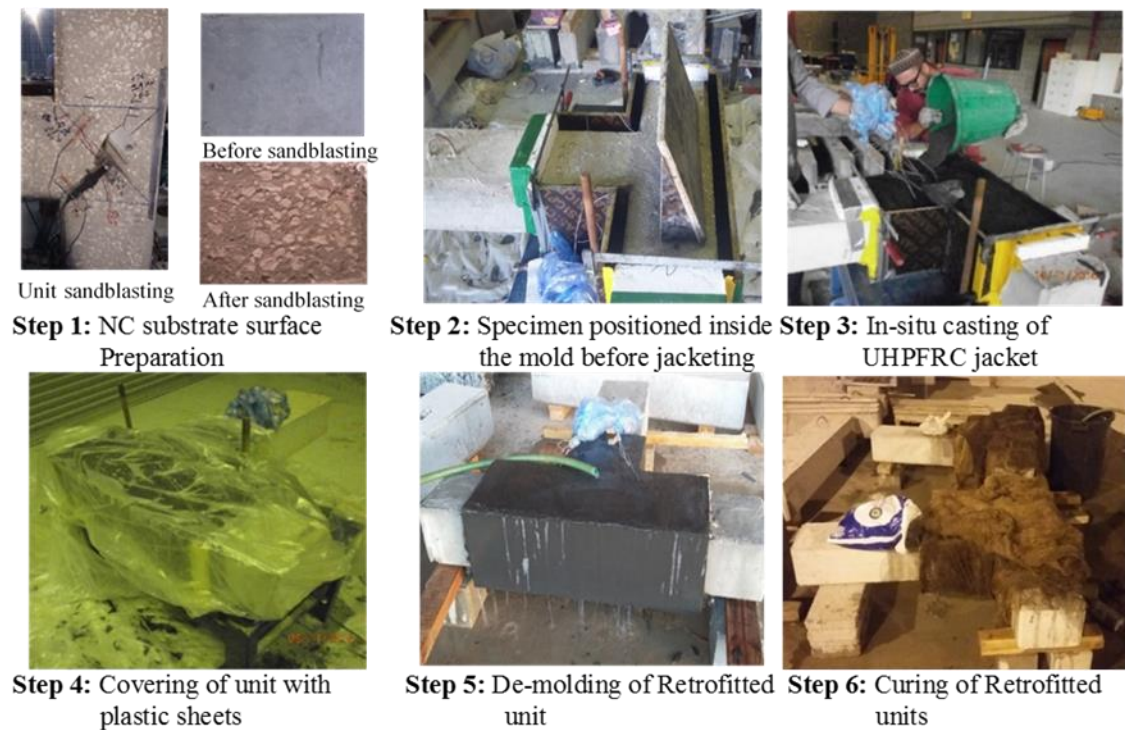 Before sandblasting
Unit sandblasting
After sandblasting
Step 1: NC substrate surface
Preparation
Step 2: Specimen positioned inside
the mold before jacketing
Step 3: In-situ casting of
UHPFRC jacket
Step 4: Covering of unit with
plastic sheets
Step 5: De-molding of Retrofitted
unit
Step 6: Curing of Retrofitted
units